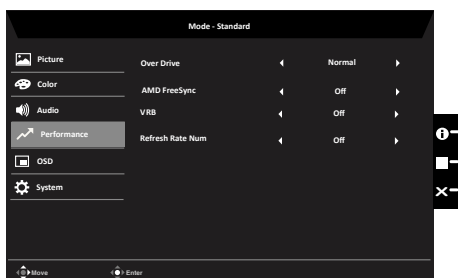 Mode - Standard
Picture
Color
Audio
Performance
OSD
System
Over Drive Normal
AMD FreeSync Off
VRB Off
Refresh Rate Num Off
Move Enter